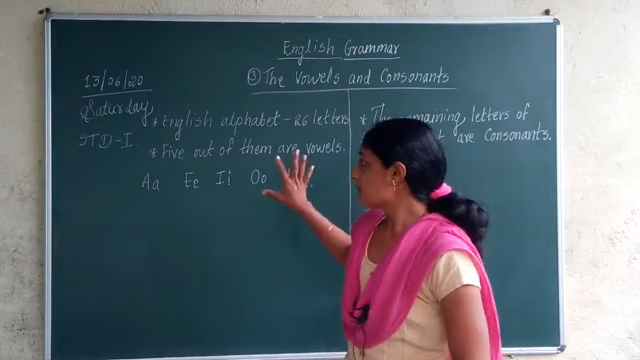 English Grammar
③ The Vowels and Consonants
13/06/20
Saturday
STD-I
* English alphabet - 26 letters
* Five out of them are vowels.
Aa Ee Ii Oo
* The remaining letters of
are Consonants.